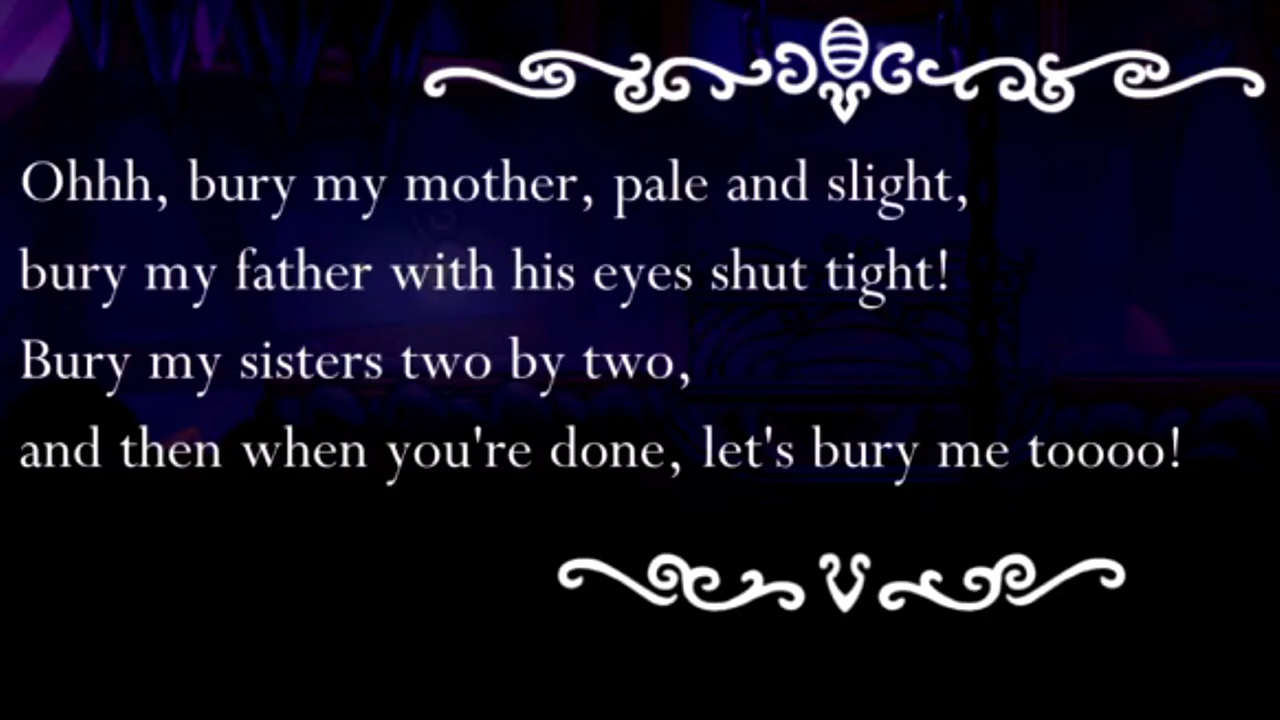 Ohhh, bury my mother, pale and slight,
bury my father with his eyes shut tight!
Bury my sisters two by two,
and then when you're done, let's bury me toooo!